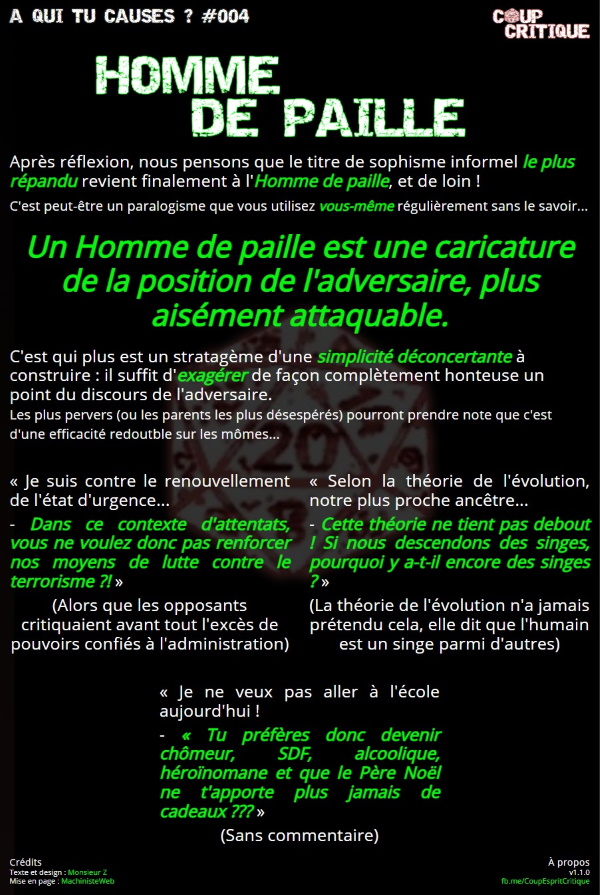 A QUI TU CAUSES ? #004
COUP
CRITIQUE
HOMME
DE PAILLE
Après réflexion, nous pensons que le titre de sophisme informel le plus
répandu revient finalement à l'Homme de paille, et de loin !
C'est peut-être un paralogisme que vous utilisez vous-même régulièrement sans le savoir...
Un Homme de paille est une caricature
de la position de l'adversaire, plus
aisément attaquable.
C'est qui plus est un stratagème d'une simplicité déconcertante à
construire : il suffit d'exagérer de façon complètement honteuse un
point du discours de l'adversaire.
Les plus pervers (ou les parents les plus désespérés) pourront prendre note que c'est
d'une efficacité redoutble sur les mômes...
20
« Je suis contre le renouvellement
de l'état d'urgence...
- Dans ce contexte d'attentats,
vous ne voulez donc pas renforcer
nos moyens de lutte contre le
terrorisme ?! »
(Alors que les opposants
critiquaient avant tout l'excès de
pouvoirs confiés à l'administration)
« Selon la théorie de l'évolution,
notre plus proche ancêtre...
- Cette théorie ne tient pas debout
! Si nous descendons des singes,
pourquoi y a-t-il encore des singes
? »
(La théorie de l'évolution n'a jamais
prétendu cela, elle dit que l'humain
est un singe parmi d'autres)
« Je ne veux pas aller à l'école
aujourd'hui !
- « Tu préfères donc devenir
chômeur, SDF, alcoolique,
héroïnomane et que le Père Noël
ne t'apporte plus jamais de
cadeaux ??? »
(Sans commentaire)
Crédits
Texte et design : Monsieur Z
Mise en page : MachinisteWeb
À propos
v1.1.0
fb.me/CoupEspritCritique